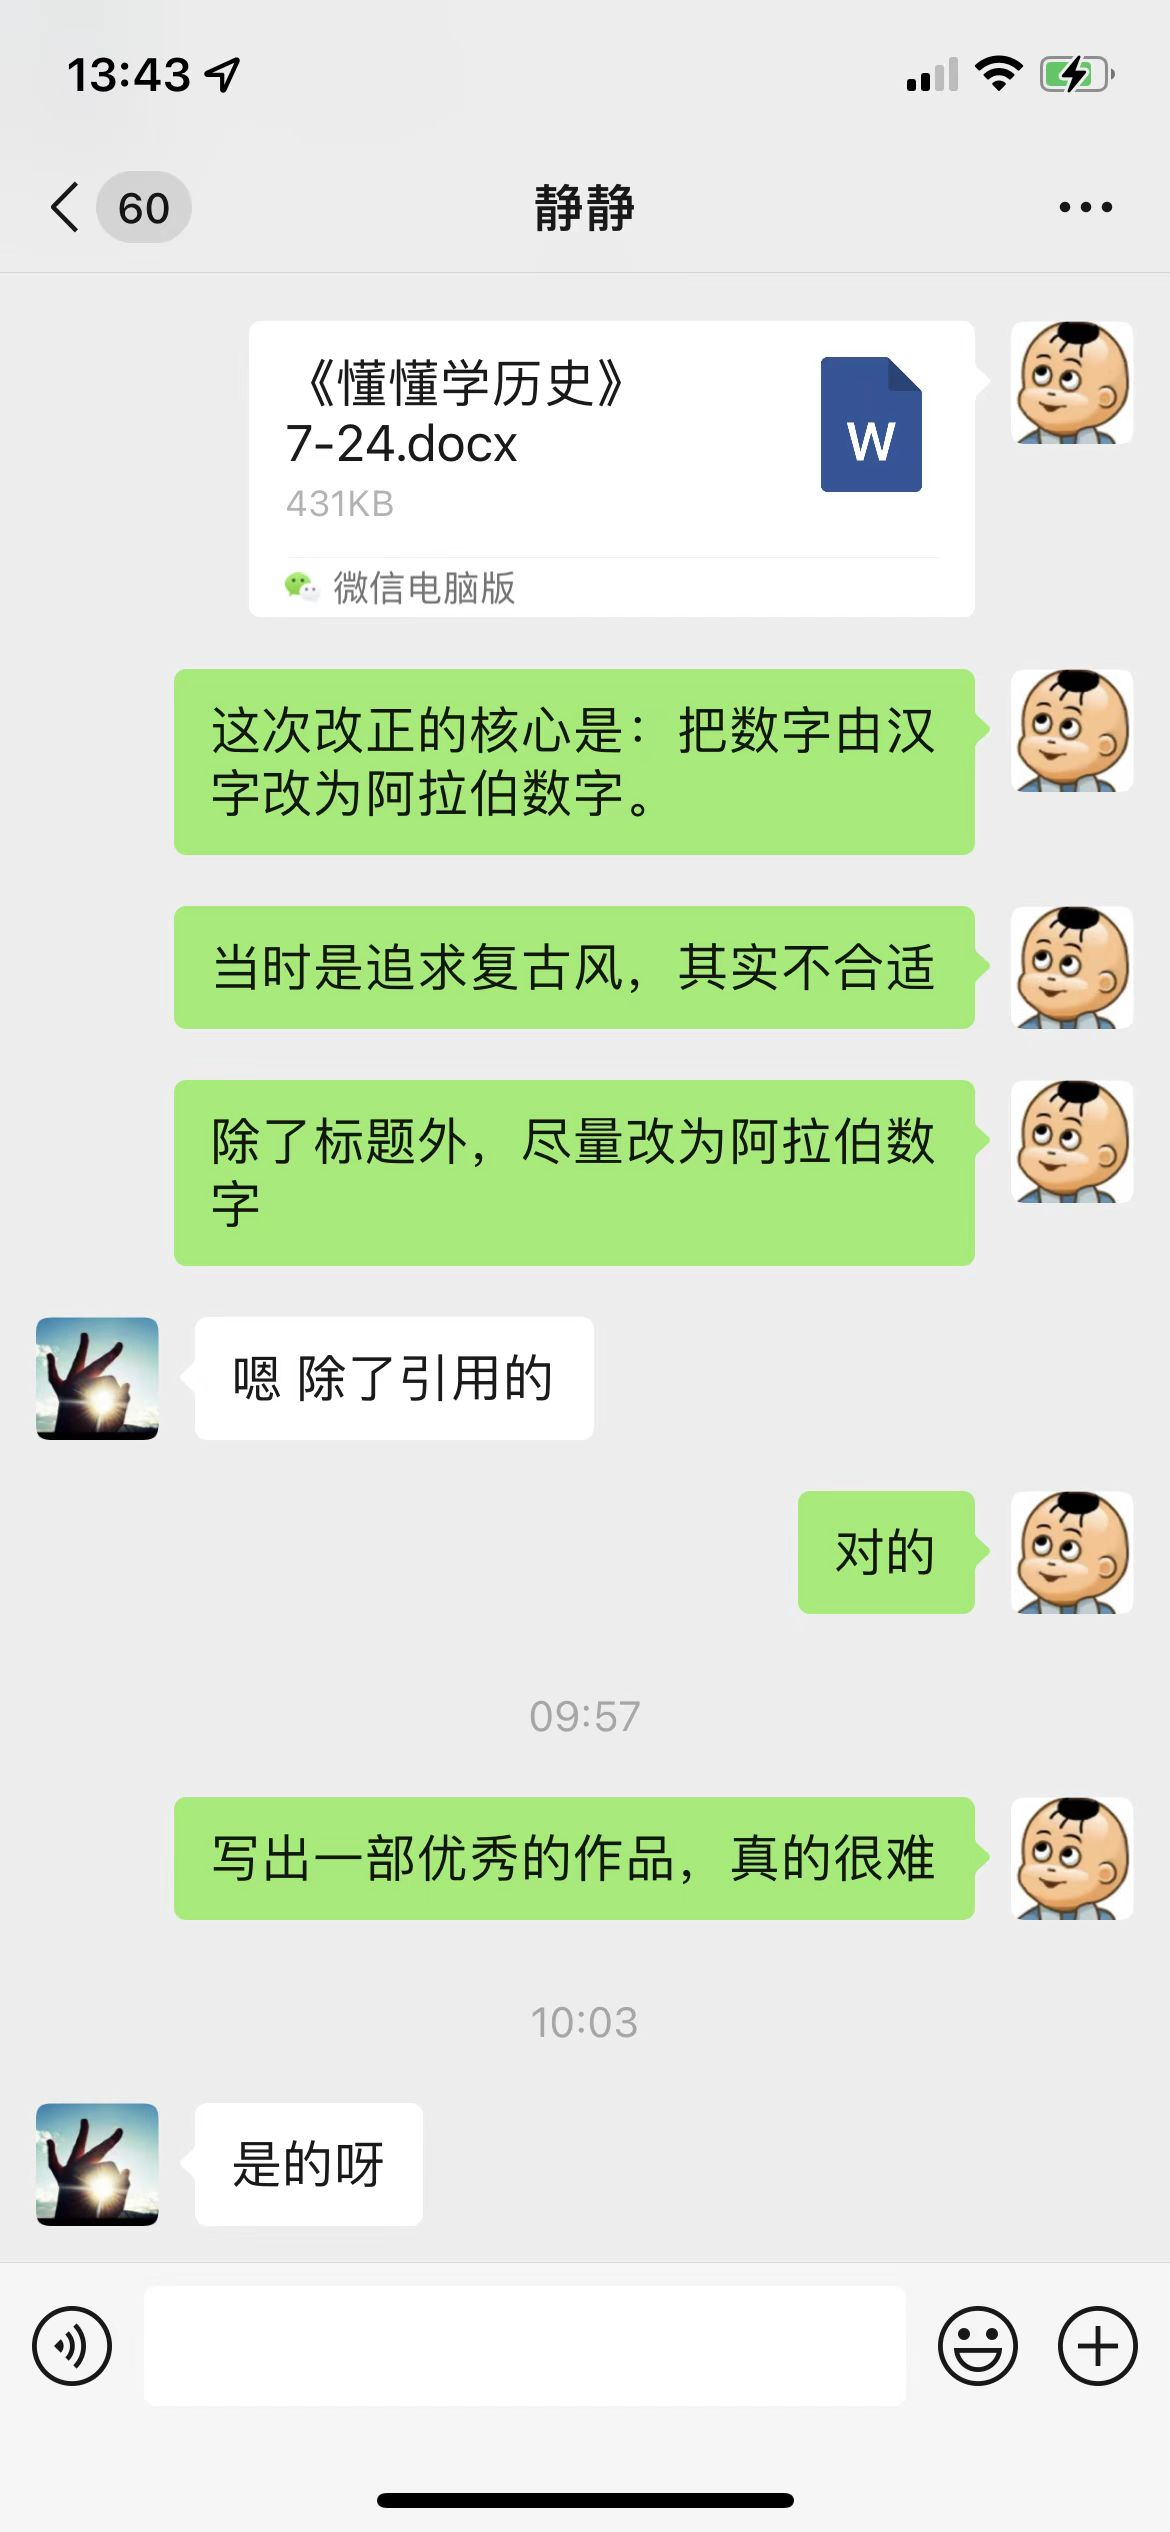 13:43
60
静静
《懂懂学历史》
7-24.docx
431KB
W
微信电脑版
这次改正的核心是：把数字由汉
字改为阿拉伯数字。
当时是追求复古风，其实不合适
除了标题外，尽量改为阿拉伯数
字
嗯 除了引用的
对的
09:57
写出一部优秀的作品，真的很难
10:03
是的呀